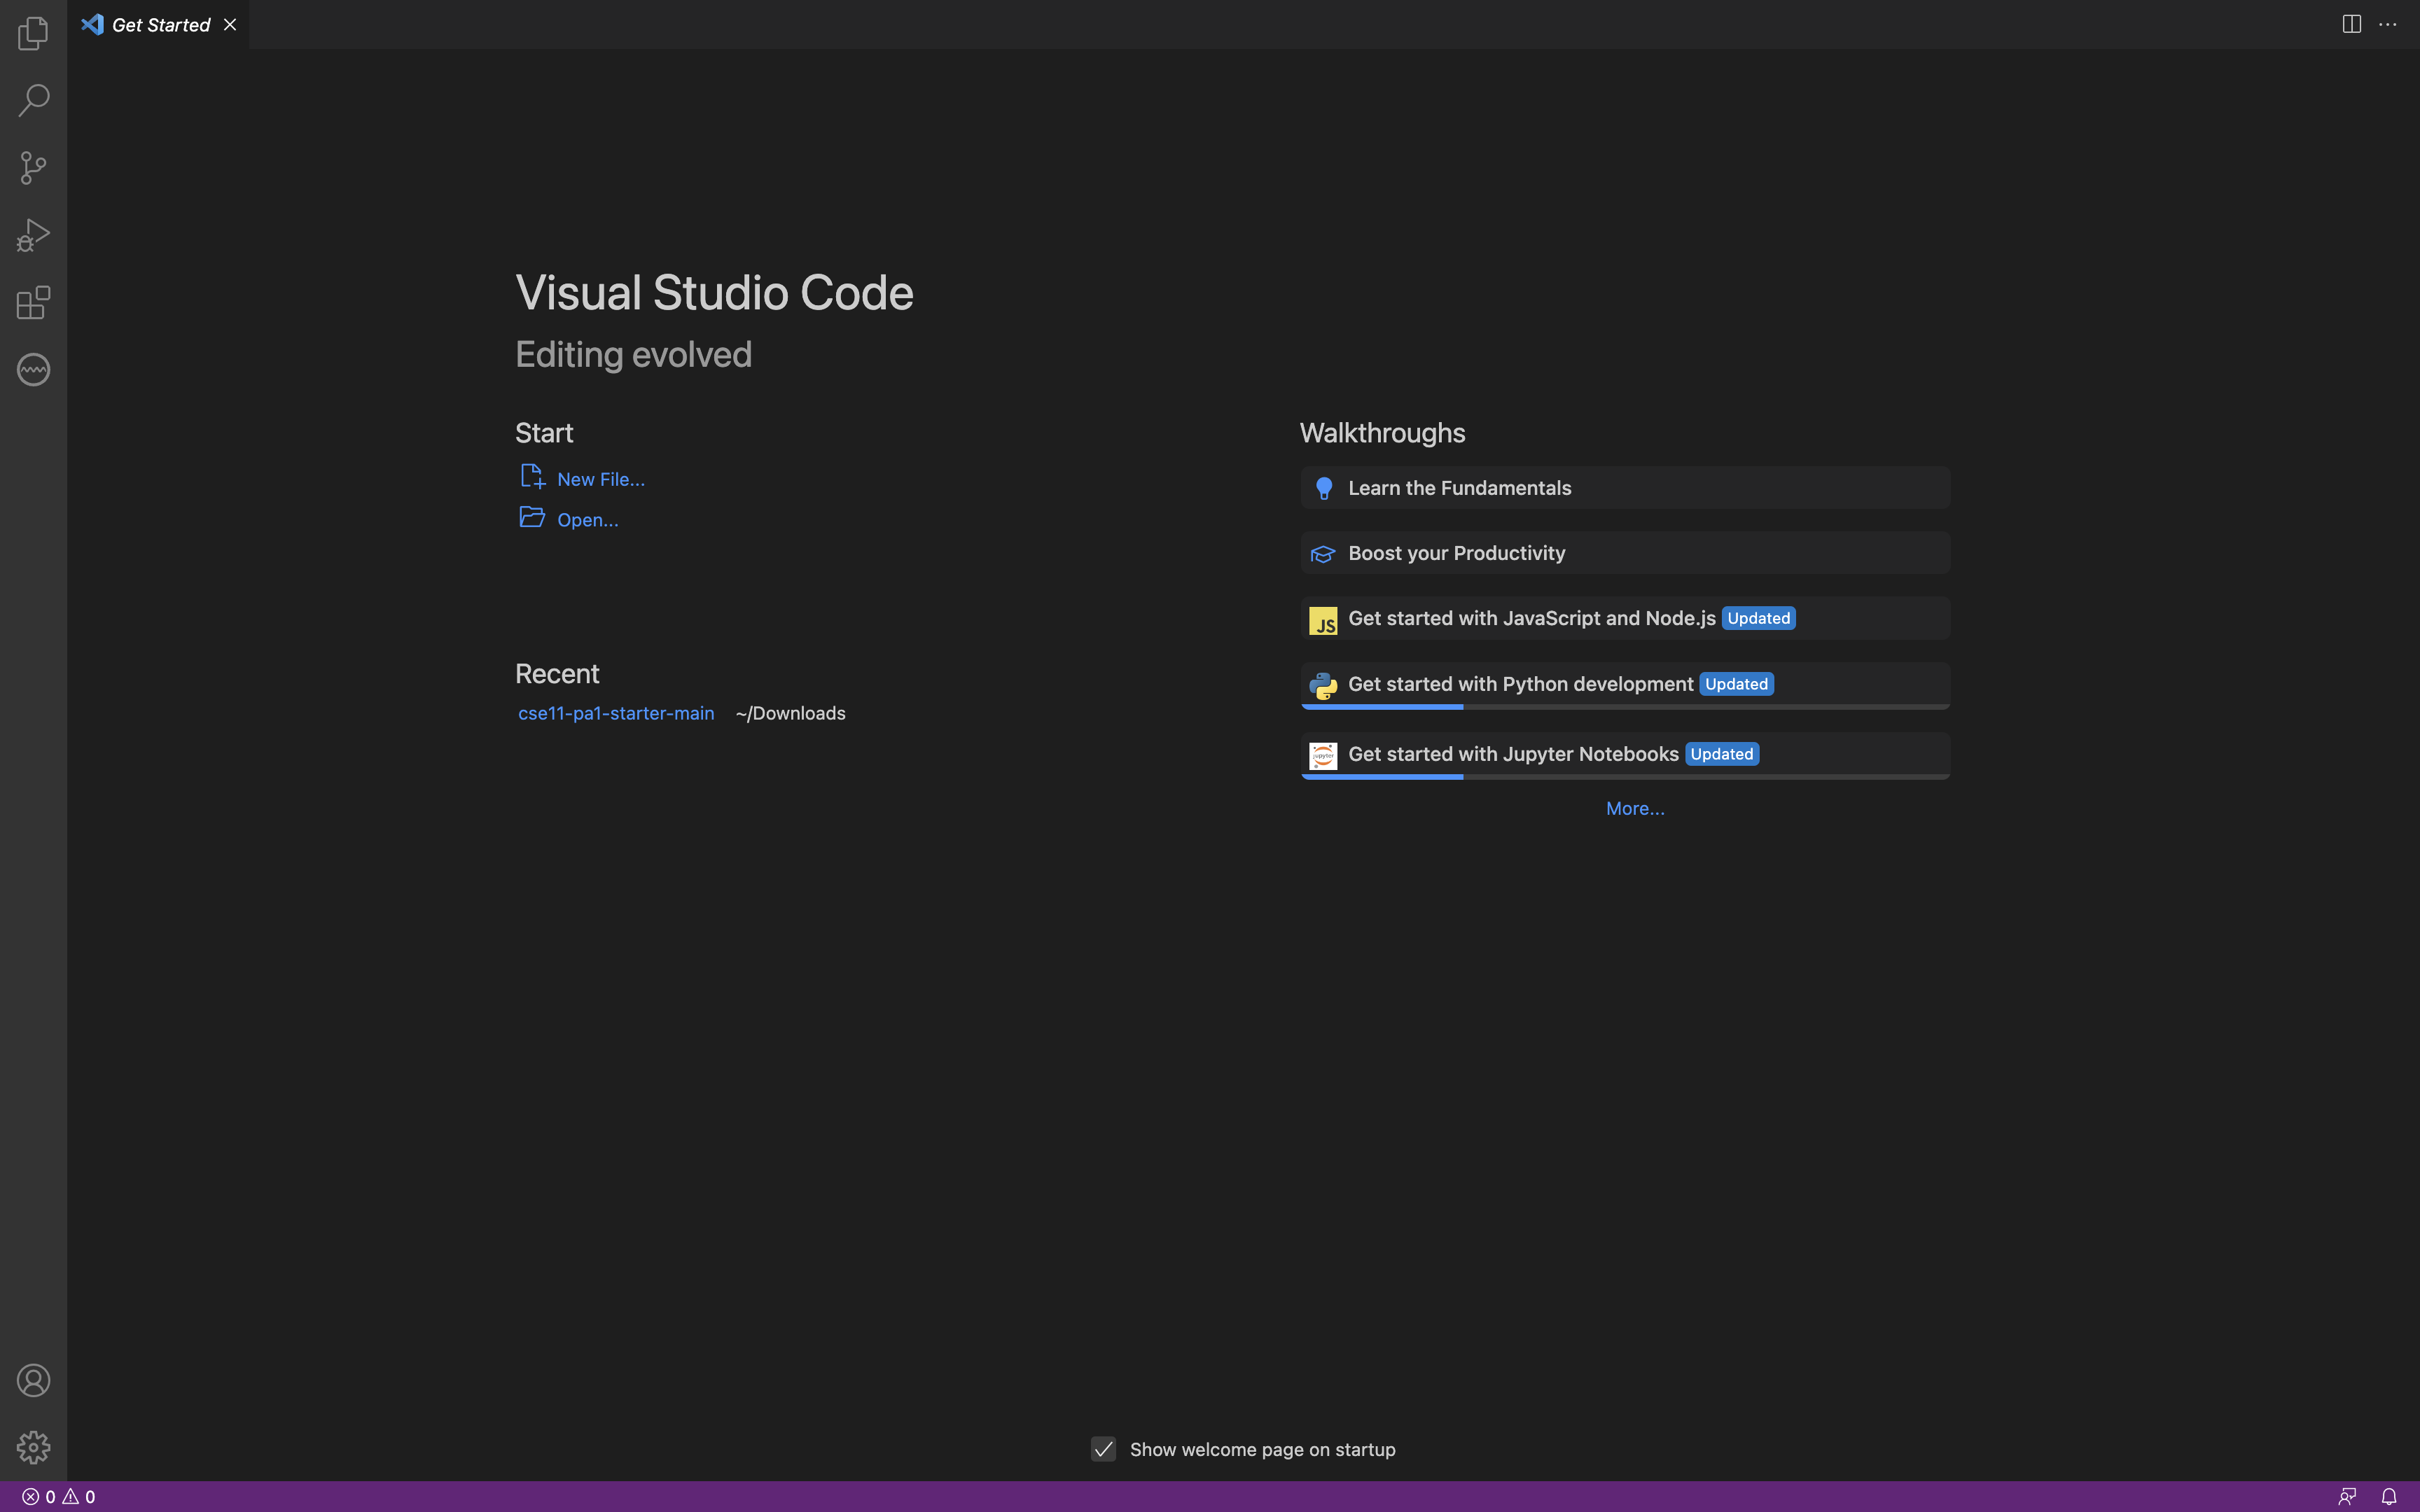 Get Started
Visual Studio Code
Editing evolved
Start
New File...
Open...
Recent
cse11-pa1-starter-main ~/Downloads
Walkthroughs
Learn the Fundamentals
Boost your Productivity
JS Get started with JavaScript and Node.js Updated
Get started with Python development Updated
jupyter Get started with Jupyter Notebooks Updated
More...
Show welcome page on startup
0 0